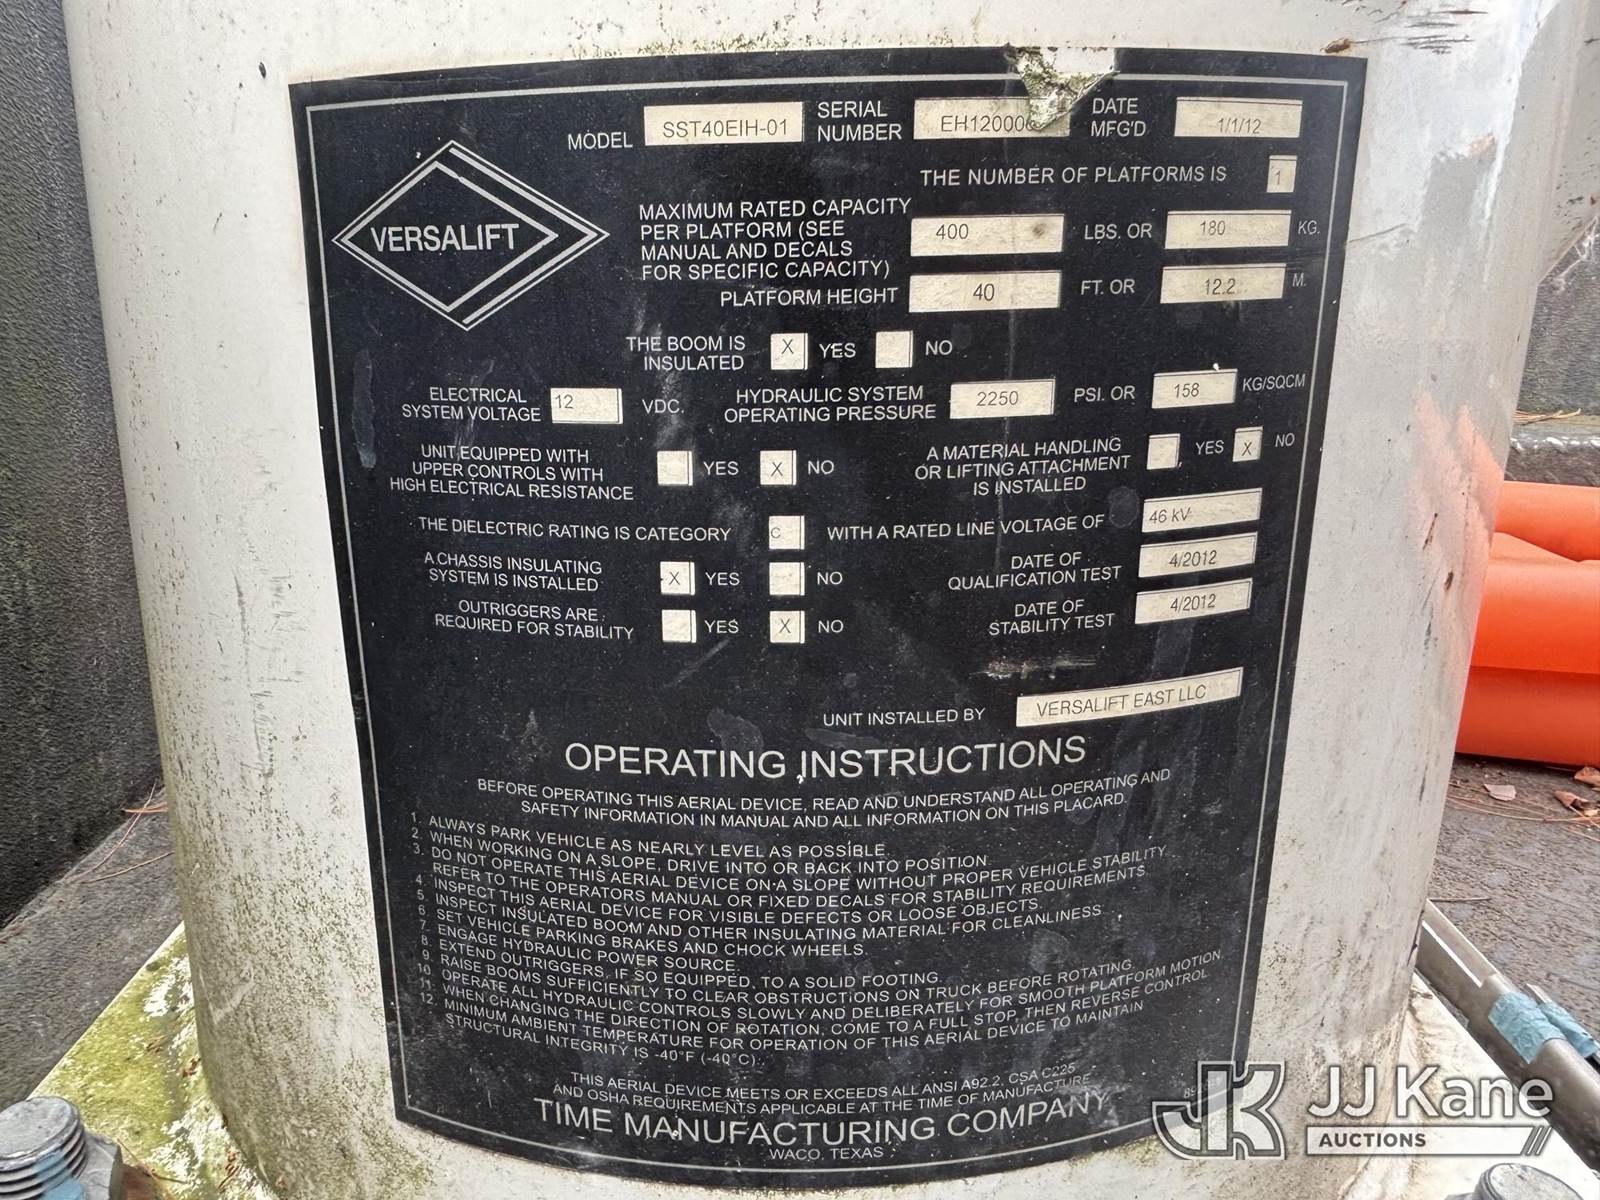 VERSALIFT
MODEL SST40EIH-01 SERIAL NUMBER EH12000 DATE MFG'D 1/1/12
THE NUMBER OF PLATFORMS IS 1
MAXIMUM RATED CAPACITY
PER PLATFORM (SEE
MANUAL AND DECALS
FOR SPECIFIC CAPACITY) 400 LBS. OR 180 KG.
PLATFORM HEIGHT 40 FT. OR 12.2 M.
THE BOOM IS
INSULATED X YES NO
ELECTRICAL
SYSTEM VOLTAGE 12 VDC.
HYDRAULIC SYSTEM
OPERATING PRESSURE 2250 PSI. OR 158 KG/SQCM
UNIT EQUIPPED WITH
UPPER CONTROLS WITH
HIGH ELECTRICAL RESISTANCE YES X NO
A MATERIAL HANDLING
OR LIFTING ATTACHMENT
IS INSTALLED YES X NO
THE DIELECTRIC RATING IS CATEGORY C WITH A RATED LINE VOLTAGE OF 46 kV
A CHASSIS INSULATING
SYSTEM IS INSTALLED X YES NO
DATE OF
QUALIFICATION TEST 4/2012
OUTRIGGERS ARE
REQUIRED FOR STABILITY YES X NO
DATE OF
STABILITY TEST 4/2012
UNIT INSTALLED BY VERSALIFT EAST LLC
OPERATING INSTRUCTIONS
BEFORE OPERATING THIS AERIAL DEVICE, READ AND UNDERSTAND ALL OPERATING AND
SAFETY INFORMATION IN MANUAL AND ALL INFORMATION ON THIS PLACARD.
1. ALWAYS PARK VEHICLE AS NEARLY LEVEL AS POSSIBLE.
2. WHEN WORKING ON A SLOPE, DRIVE INTO OR BACK INTO POSITION.
3. DO NOT OPERATE THIS AERIAL DEVICE ON A SLOPE WITHOUT PROPER VEHICLE STABILITY
REFER TO THE OPERATORS MANUAL OR FIXED DECALS FOR STABILITY REQUIREMENTS.
4. INSPECT THIS AERIAL DEVICE FOR VISIBLE DEFECTS OR LOOSE OBJECTS.
5. INSPECT INSULATED BOOM AND OTHER INSULATING MATERIAL FOR CLEANLINESS.
6. SET VEHICLE PARKING BRAKES AND CHOCK WHEELS.
7. ENGAGE HYDRAULIC POWER SOURCE.
8. EXTEND OUTRIGGERS, IF SO EQUIPPED, TO A SOLID FOOTING.
9. RAISE BOOMS SUFFICIENTLY TO CLEAR OBSTRUCTIONS ON TRUCK BEFORE ROTATING.
10. OPERATE ALL HYDRAULIC CONTROLS SLOWLY AND DELIBERATELY FOR SMOOTH PLATFORM MOTION
11. WHEN CHANGING THE DIRECTION OF ROTATION, COME TO A FULL STOP, THEN REVERSE CONTROL
12. MINIMUM AMBIENT TEMPERATURE FOR OPERATION OF THIS AERIAL DEVICE TO MAINTAIN
STRUCTURAL INTEGRITY IS -40°F (-40°C).
THIS AERIAL DEVICE MEETS OR EXCEEDS ALL ANSI A92.2, CSA C225
AND OSHA REQUIREMENTS APPLICABLE AT THE TIME OF MANUFACTURE
TIME MANUFACTURING COMPANY
WACO, TEXAS
JK JJ Kane
AUCTIONS